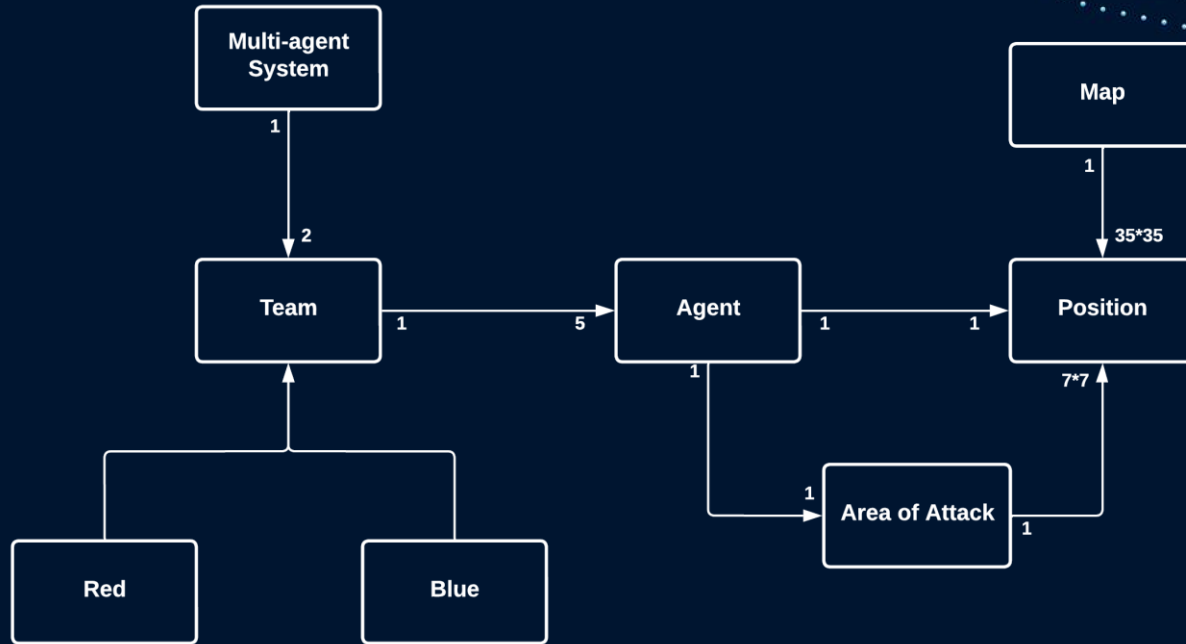 Multi-agent
System
Map
1
1
2
35*35
Team
Agent
Position
1
5
1
1
1
7*7
1
Area of Attack
1
Red
Blue